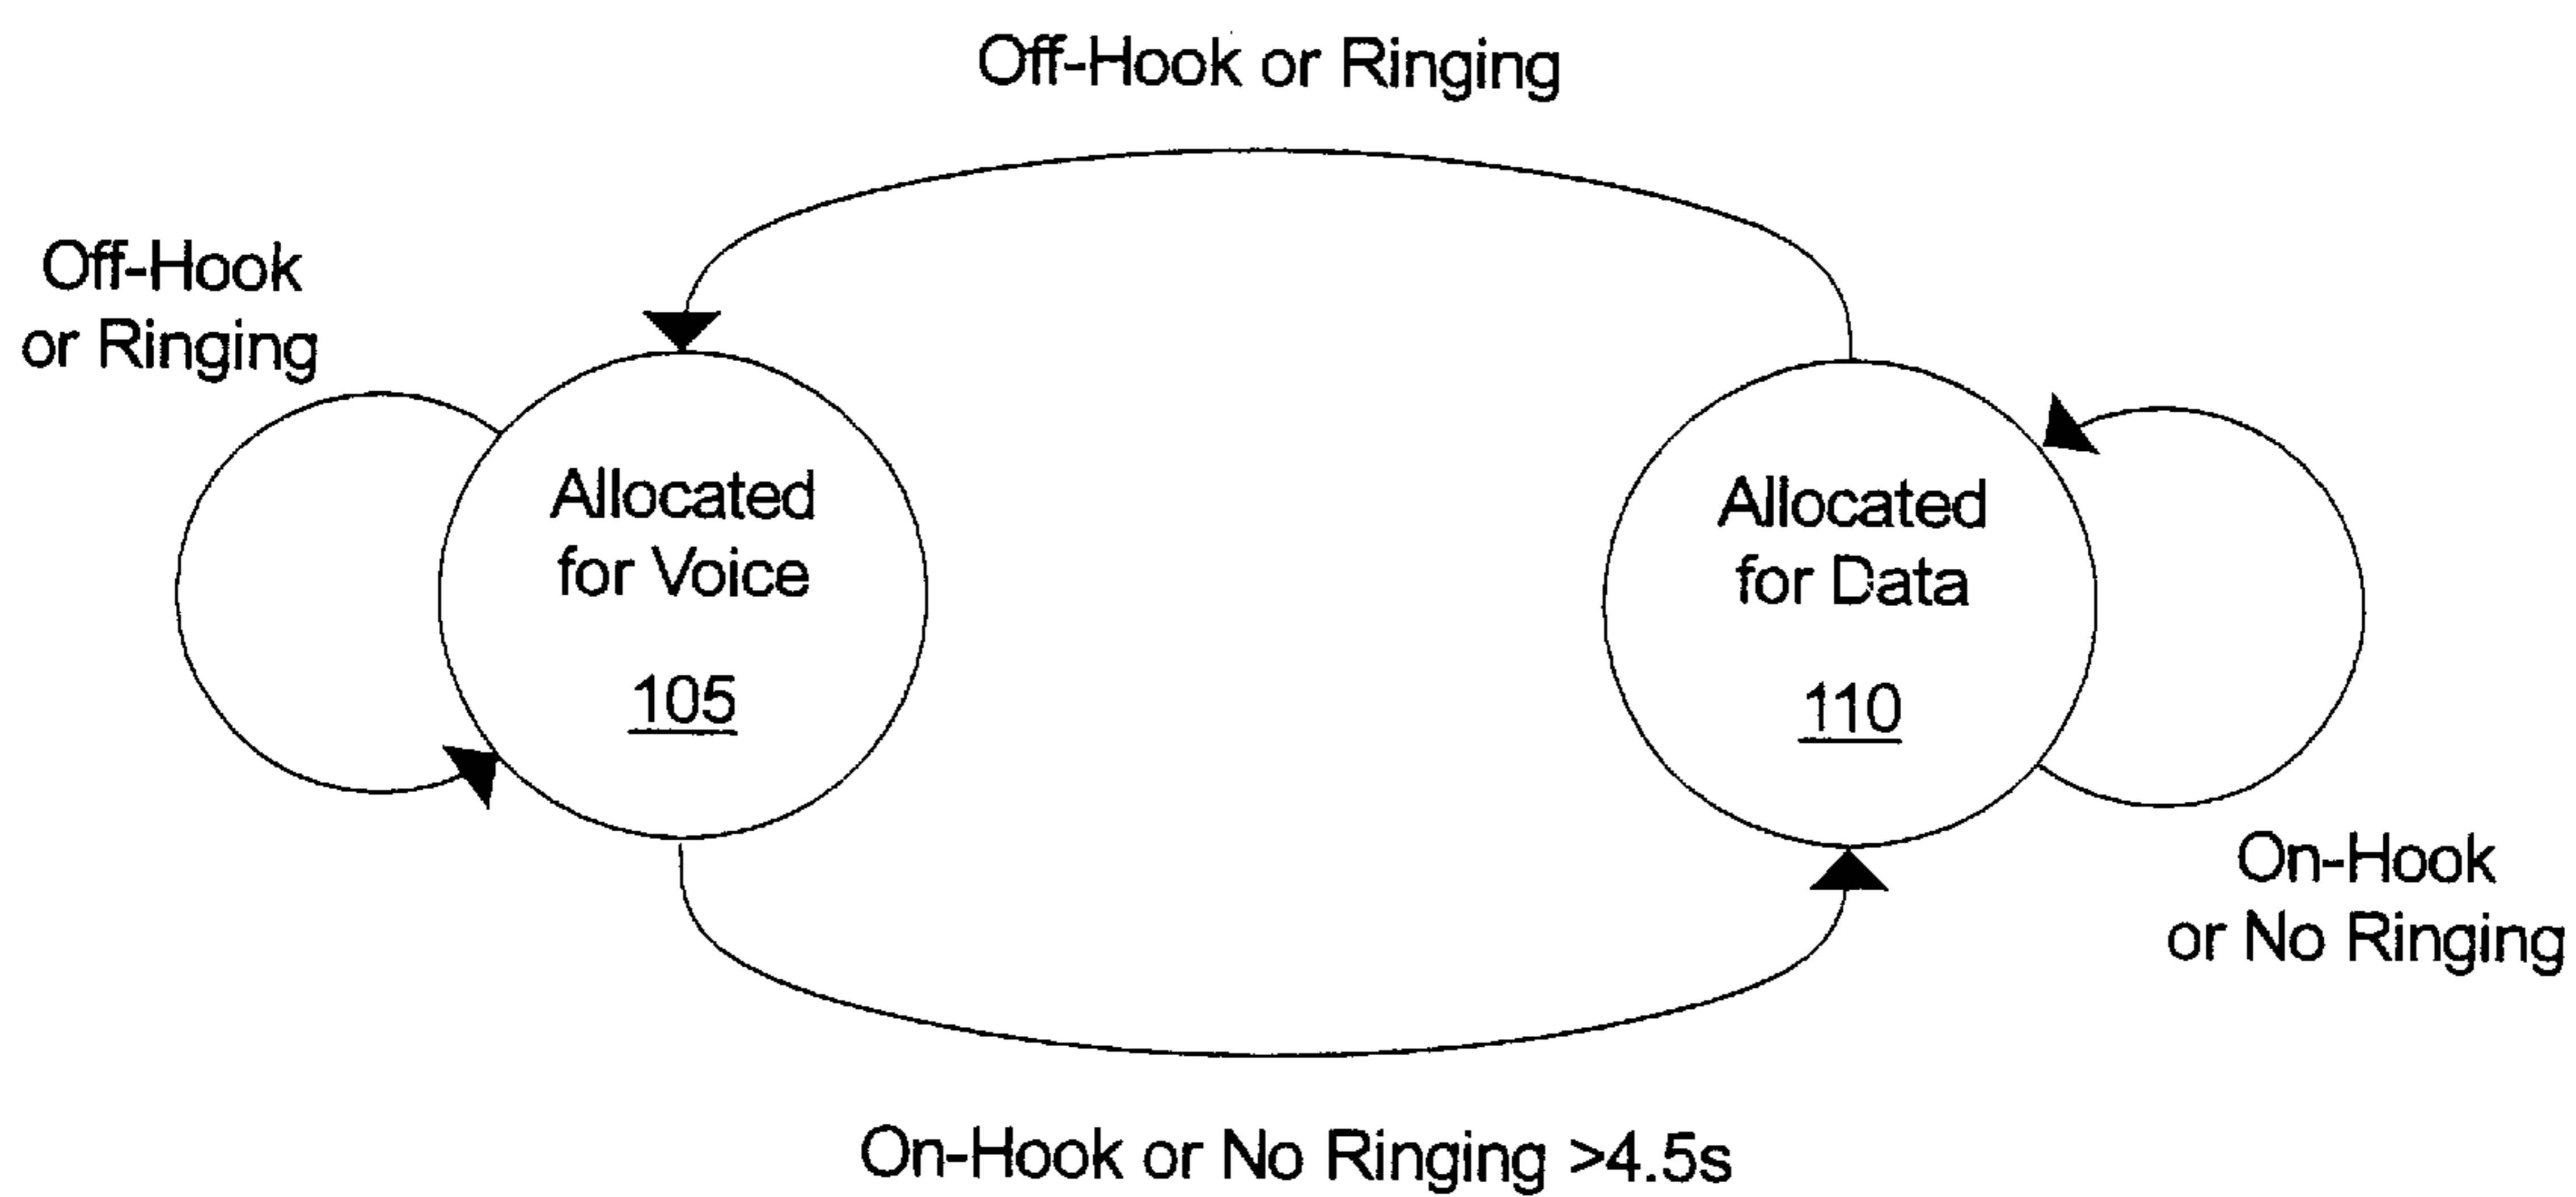 Off-Hook or Ringing
Off-Hook
or Ringing
Allocated
for Voice
105
Allocated
for Data
110
On-Hook
or No Ringing
On-Hook or No Ringing >4.5s